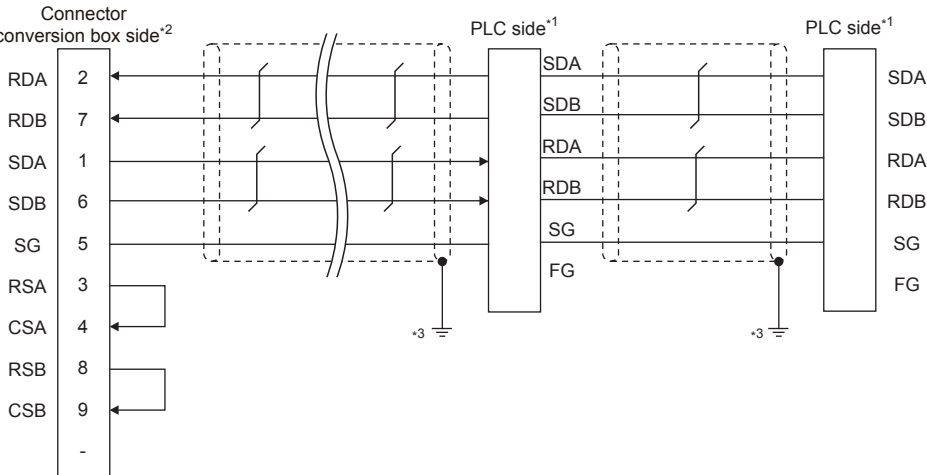 Connector
conversion box side*2
PLC side*1
PLC side*1
RDA 2
RDB 7
SDA 1
SDB 6
SG 5
RSA 3
CSA 4
RSB 8
CSB 9
-
SDA
SDB
RDA
RDB
SG
FG
SDA
SDB
RDA
RDB
SG
FG
*3
*3